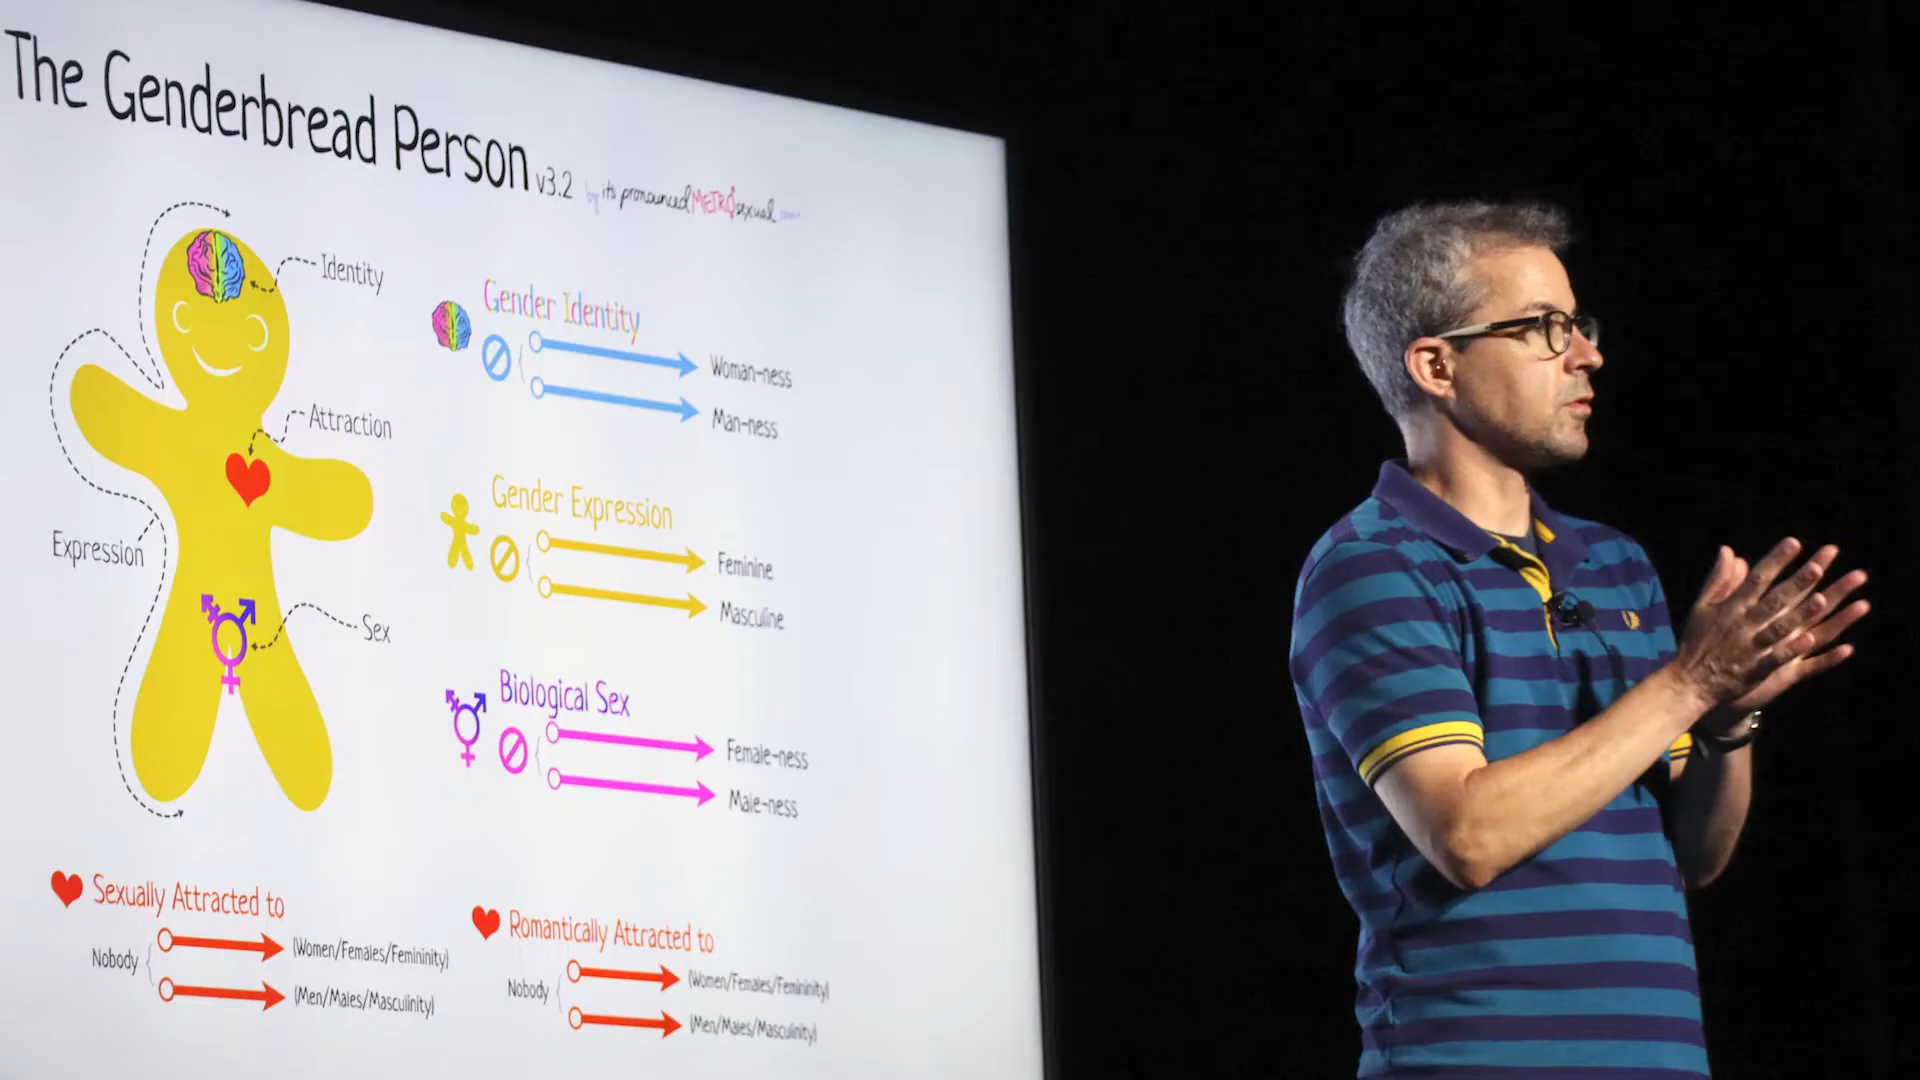 The Genderbread Person v3.2 by it's pronounced METROsexual
Identity
Attraction
Expression
Sex
Gender Identity
Woman-ness
Man-ness
Gender Expression
Feminine
Masculine
Biological Sex
Female-ness
Male-ness
Sexually Attracted to
Nobody
(Women/Females/Femininity)
(Men/Males/Masculinity)
Romantically Attracted to
Nobody
(Women/Females/Femininity)
(Men/Males/Masculinity)